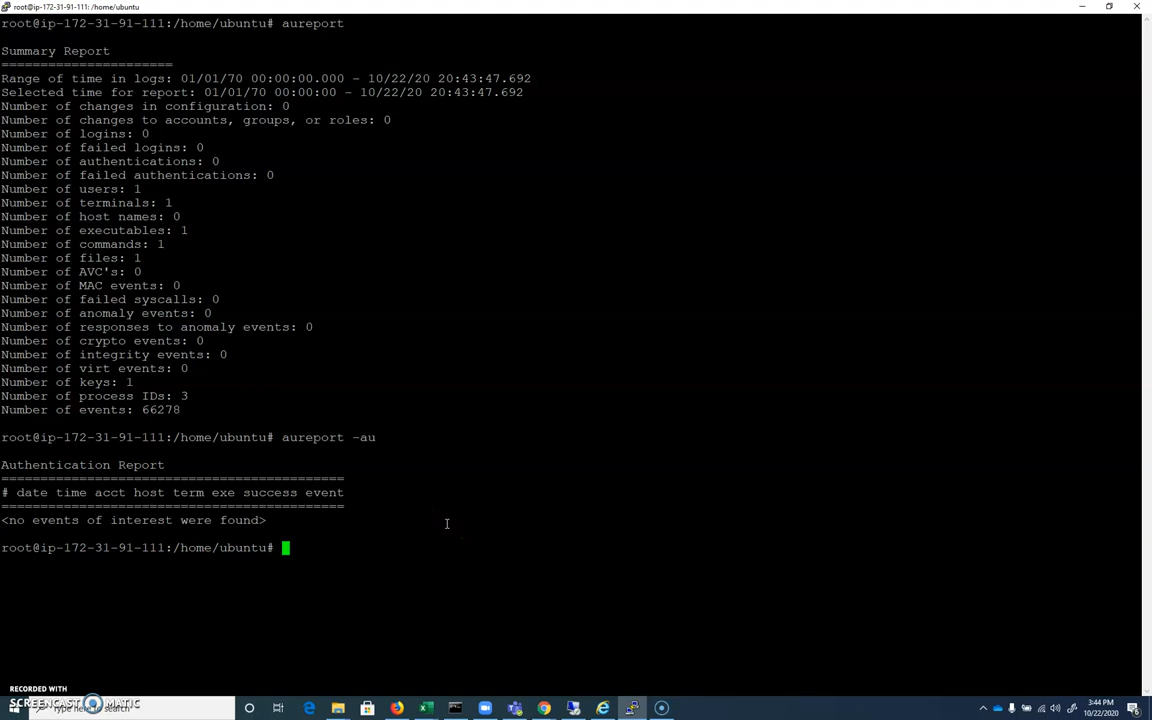 root@ip-172-31-91-111: /home/ubuntu
root@ip-172-31-91-111:/home/ubuntu# aureport
Summary Report
======================
Range of time in logs: 01/01/70 00:00:00.000 - 10/22/20 20:43:47.692
Selected time for report: 01/01/70 00:00:00 - 10/22/20 20:43:47.692
Number of changes in configuration: 0
Number of changes to accounts, groups, or roles: 0
Number of logins: 0
Number of failed logins: 0
Number of authentications: 0
Number of failed authentications: 0
Number of users: 1
Number of terminals: 1
Number of host names: 0
Number of executables: 1
Number of commands: 1
Number of files: 1
Number of AVC's: 0
Number of MAC events: 0
Number of failed syscalls: 0
Number of anomaly events: 0
Number of responses to anomaly events: 0
Number of crypto events: 0
Number of integrity events: 0
Number of virt events: 0
Number of keys: 1
Number of process IDs: 3
Number of events: 66278
root@ip-172-31-91-111:/home/ubuntu# aureport -au
Authentication Report
============================================
# date time acct host term exe success event
============================================
<no events of interest were found>
root@ip-172-31-91-111:/home/ubuntu#
RECORDED WITH
SCREENCAST MATIC
Type here to search
3:44 PM
10/22/2020
6